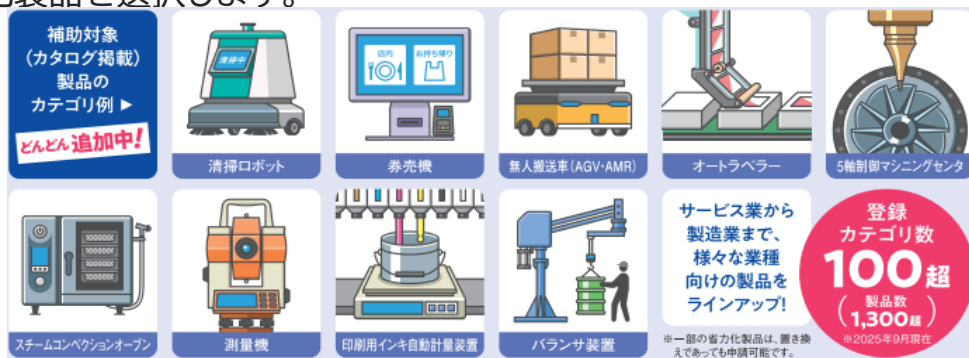 化製品を選択します。
補助対象
(カタログ掲載)
製品の
カテゴリ例 ▶
どんどん追加中!
清掃中
清掃ロボット
店内
お持ち帰り
券売機
無人搬送車(AGV・AMR)
オートラベラー
5軸制御マシニングセンタ
スチームコンベクションオーブン
測量機
印刷用インキ自動計量装置
バランサ装置
サービス業から
製造業まで、
様々な業種
向けの製品を
ラインアップ!
※一部の省力化製品は、置き換
えであっても申請可能です。
登録
カテゴリ数
100超
(製品数
1,300超)
※2025年9月現在